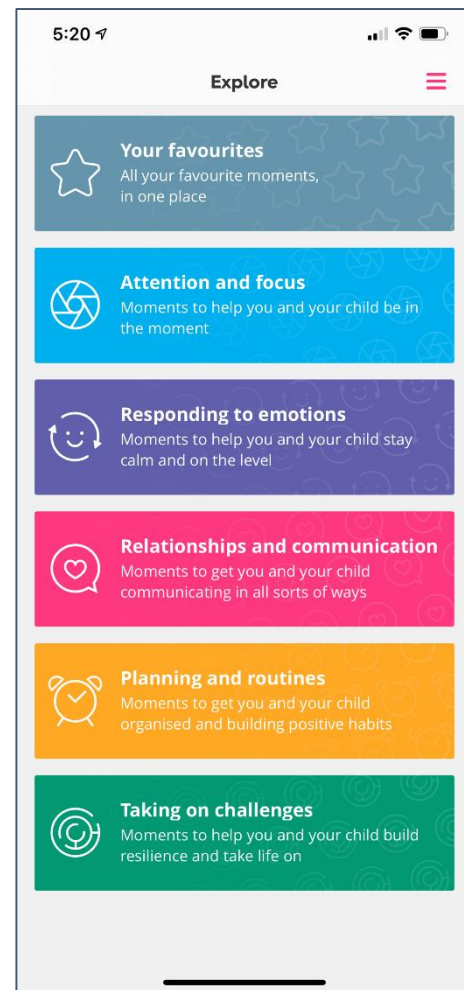 5:20
Explore
Your favourites
All your favourite moments,
in one place
Attention and focus
Moments to help you and your child be in
the moment
Responding to emotions
Moments to help you and your child stay
calm and on the level
Relationships and communication
Moments to get you and your child
communicating in all sorts of ways
Planning and routines
Moments to get you and your child
organised and building positive habits
Taking on challenges
Moments to help you and your child build
resilience and take life on